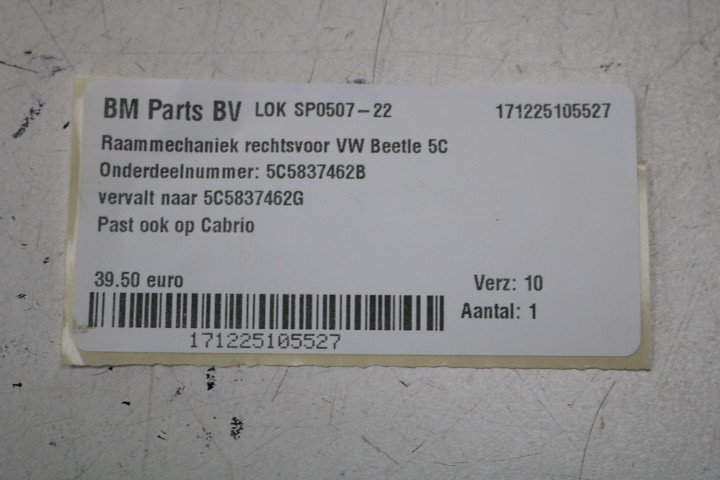 BM Parts BV LOK SP0507-22 171225105527
Raammechaniek rechtsvoor VW Beetle 5C
Onderdeelnummer: 5C5837462B
vervalt naar 5C5837462G
Past ook op Cabrio
39.50 euro Verz: 10
Aantal: 1
171225105527